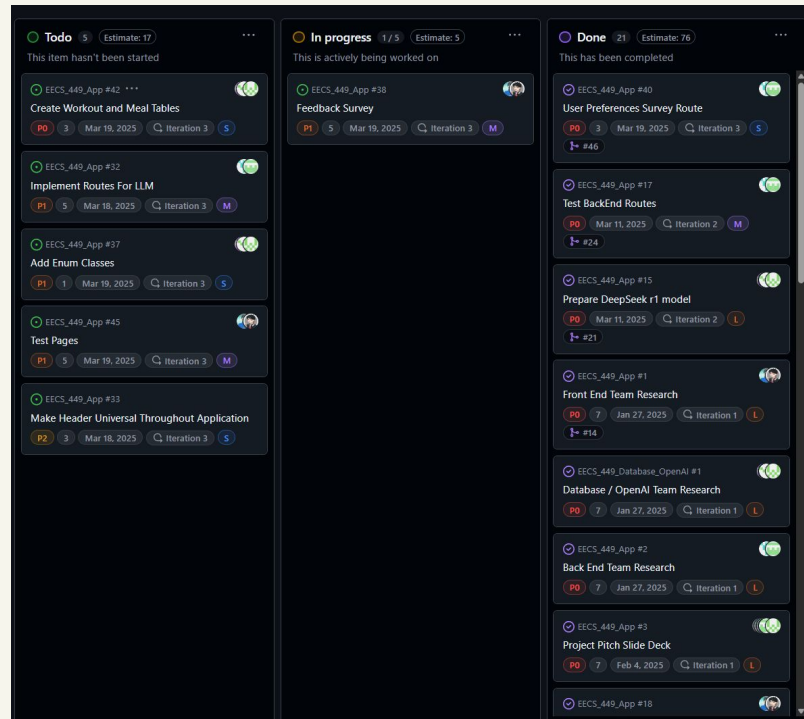 Todo 5 Estimate: 17 ...
This item hasn't been started
EECS_449_App #42 ...
Create Workout and Meal Tables
P0 3 Mar 19, 2025 Iteration 3 S
EECS_449_App #32
Implement Routes For LLM
P1 5 Mar 18, 2025 Iteration 3 M
EECS_449_App #37
Add Enum Classes
P1 1 Mar 19, 2025 Iteration 3 S
EECS_449_App #45
Test Pages
P1 5 Mar 19, 2025 Iteration 3 M
EECS_449_App #33
Make Header Universal Throughout Application
P2 3 Mar 18, 2025 Iteration 3 S
In progress 1 / 5 Estimate: 5 ...
This is actively being worked on
EECS_449_App #38
Feedback Survey
P1 5 Mar 19, 2025 Iteration 3 M
Done 21 Estimate: 76 ...
This has been completed
EECS_449_App #40
User Preferences Survey Route
P0 3 Mar 19, 2025 Iteration 3 S
#46
EECS_449_App #17
Test BackEnd Routes
P0 Mar 11, 2025 Iteration 2 M
#24
EECS_449_App #15
Prepare DeepSeek r1 model
P0 Mar 11, 2025 Iteration 2 L
#21
EECS_449_App #1
Front End Team Research
P0 7 Jan 27, 2025 Iteration 1 L
#14
EECS_449_Database_OpenAI #1
Database / OpenAI Team Research
P0 7 Jan 27, 2025 Iteration 1 L
EECS_449_App #2
Back End Team Research
P0 7 Jan 27, 2025 Iteration 1 L
EECS_449_App #3
Project Pitch Slide Deck
P0 7 Feb 4, 2025 Iteration 1 L
EECS_449_App #18